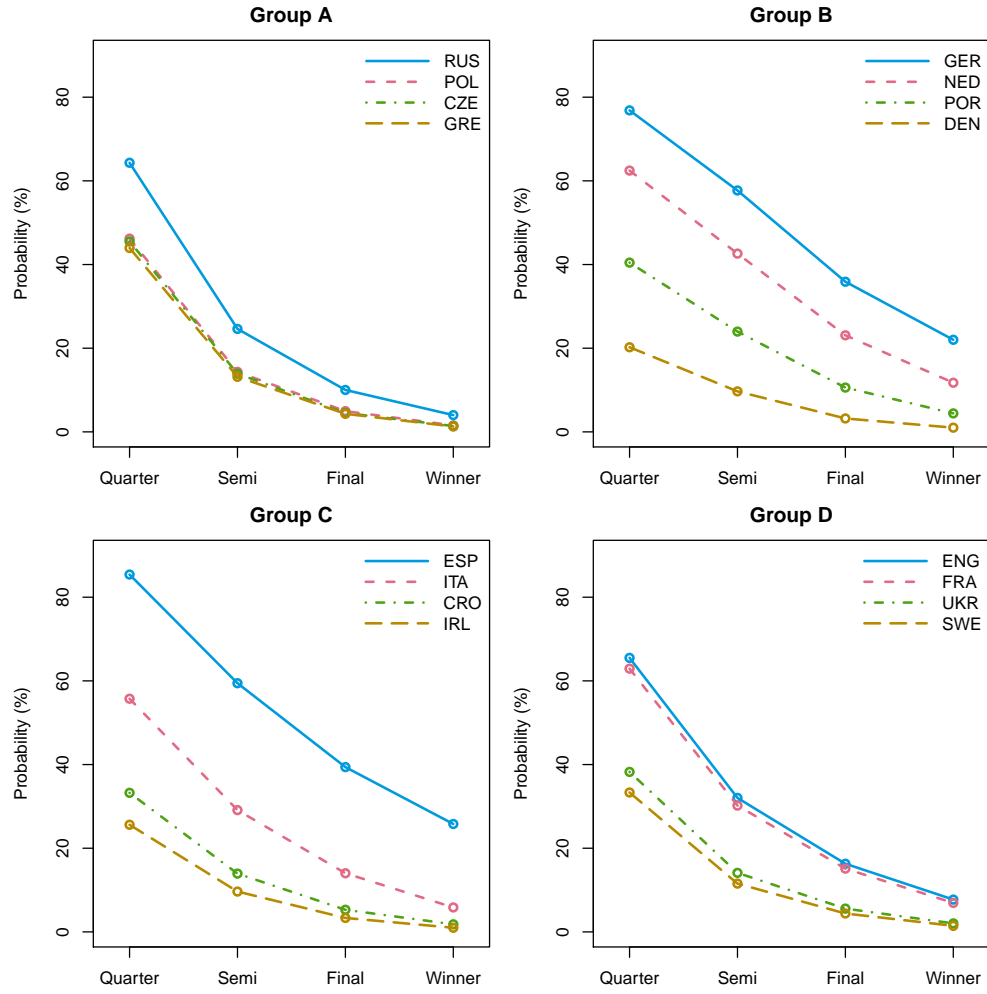 Group A
RUS
POL
CZE
GRE
Probability (%)
80
60
40
20
0
Quarter Semi Final Winner
Group B
GER
NED
POR
DEN
Probability (%)
80
60
40
20
0
Quarter Semi Final Winner
Group C
ESP
ITA
CRO
IRL
Probability (%)
80
60
40
20
0
Quarter Semi Final Winner
Group D
ENG
FRA
UKR
SWE
Probability (%)
80
60
40
20
0
Quarter Semi Final Winner